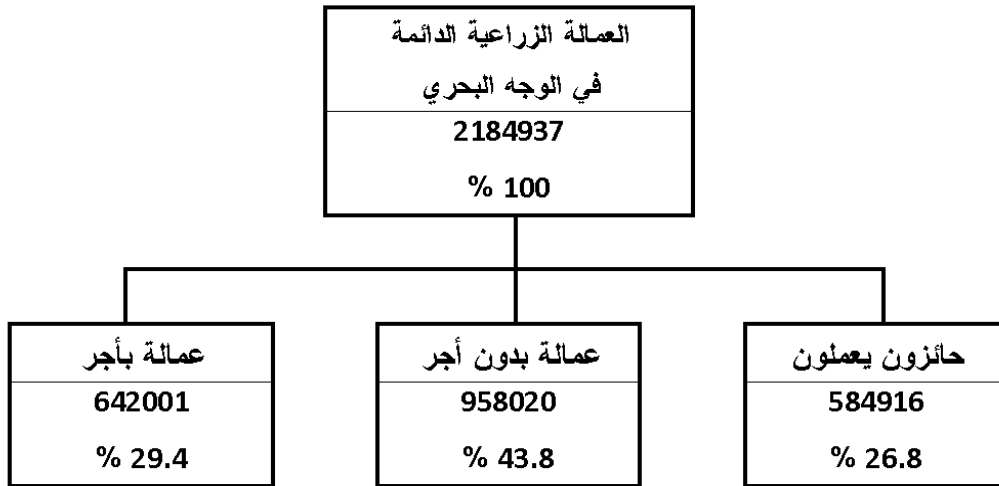 العمالة الزراعية الدائمة
في الوجه البحري
2184937
% 100
حائزون يعملون
584916
% 26.8
عمالة بدون أجر
958020
% 43.8
عمالة بأجر
642001
% 29.4